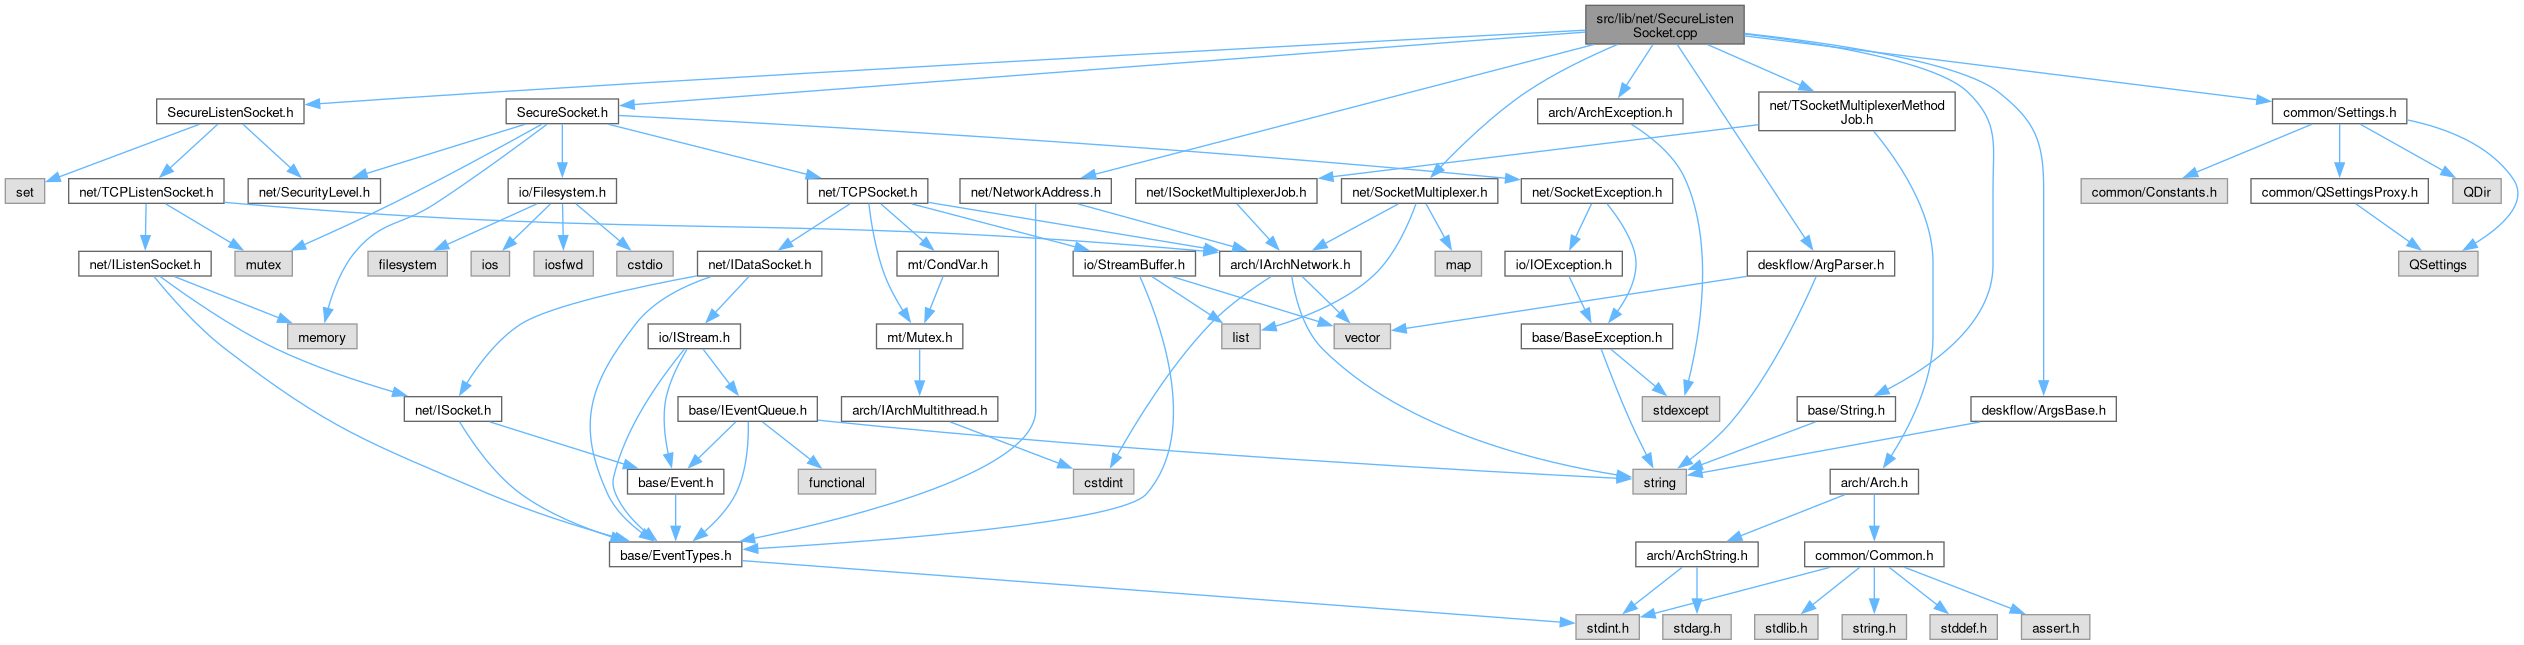 src/lib/net/SecureListen
Socket.cpp
SecureListenSocket.h
SecureSocket.h
arch/ArchException.h
net/TSocketMultiplexerMethod
Job.h
common/Settings.h
set
net/TCPListenSocket.h
net/SecurityLevel.h
io/Filesystem.h
net/TCPSocket.h
net/NetworkAddress.h
net/ISocketMultiplexerJob.h
net/SocketMultiplexer.h
net/SocketException.h
common/Constants.h
common/QSettingsProxy.h
QDir
net/IListenSocket.h
mutex
filesystem
ios
iosfwd
cstdio
net/IDataSocket.h
mt/CondVar.h
io/StreamBuffer.h
arch/IArchNetwork.h
map
io/IOException.h
deskflow/ArgParser.h
QSettings
memory
io/IStream.h
mt/Mutex.h
list
vector
base/BaseException.h
net/ISocket.h
base/IEventQueue.h
arch/IArchMultithread.h
stdexcept
base/String.h
deskflow/ArgsBase.h
base/Event.h
functional
cstdint
string
arch/Arch.h
base/EventTypes.h
arch/ArchString.h
common/Common.h
stdint.h
stdarg.h
stdlib.h
string.h
stddef.h
assert.h